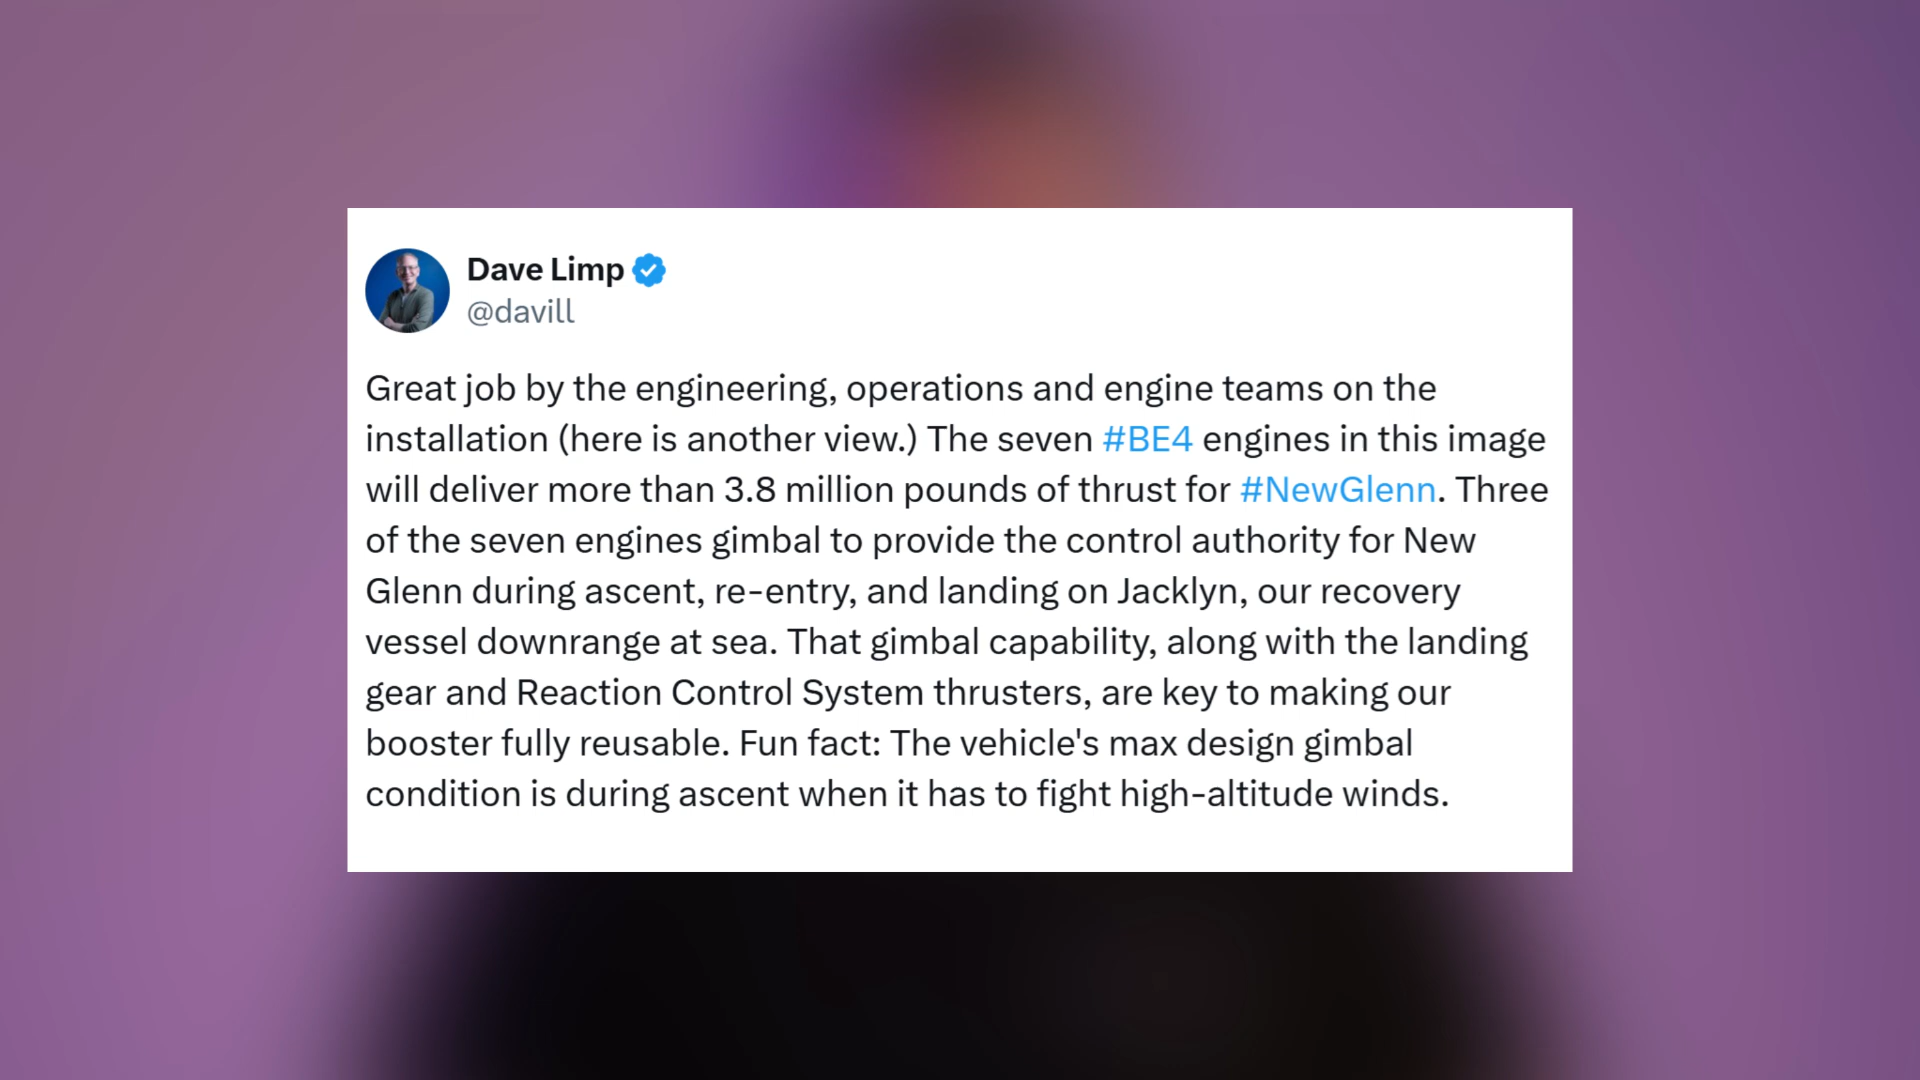 Dave Limp
@davill
Great job by the engineering, operations and engine teams on the
installation (here is another view.) The seven #BE4 engines in this image
will deliver more than 3.8 million pounds of thrust for #NewGlenn. Three
of the seven engines gimbal to provide the control authority for New
Glenn during ascent, re-entry, and landing on Jacklyn, our recovery
vessel downrange at sea. That gimbal capability, along with the landing
gear and Reaction Control System thrusters, are key to making our
booster fully reusable. Fun fact: The vehicle's max design gimbal
condition is during ascent when it has to fight high-altitude winds.